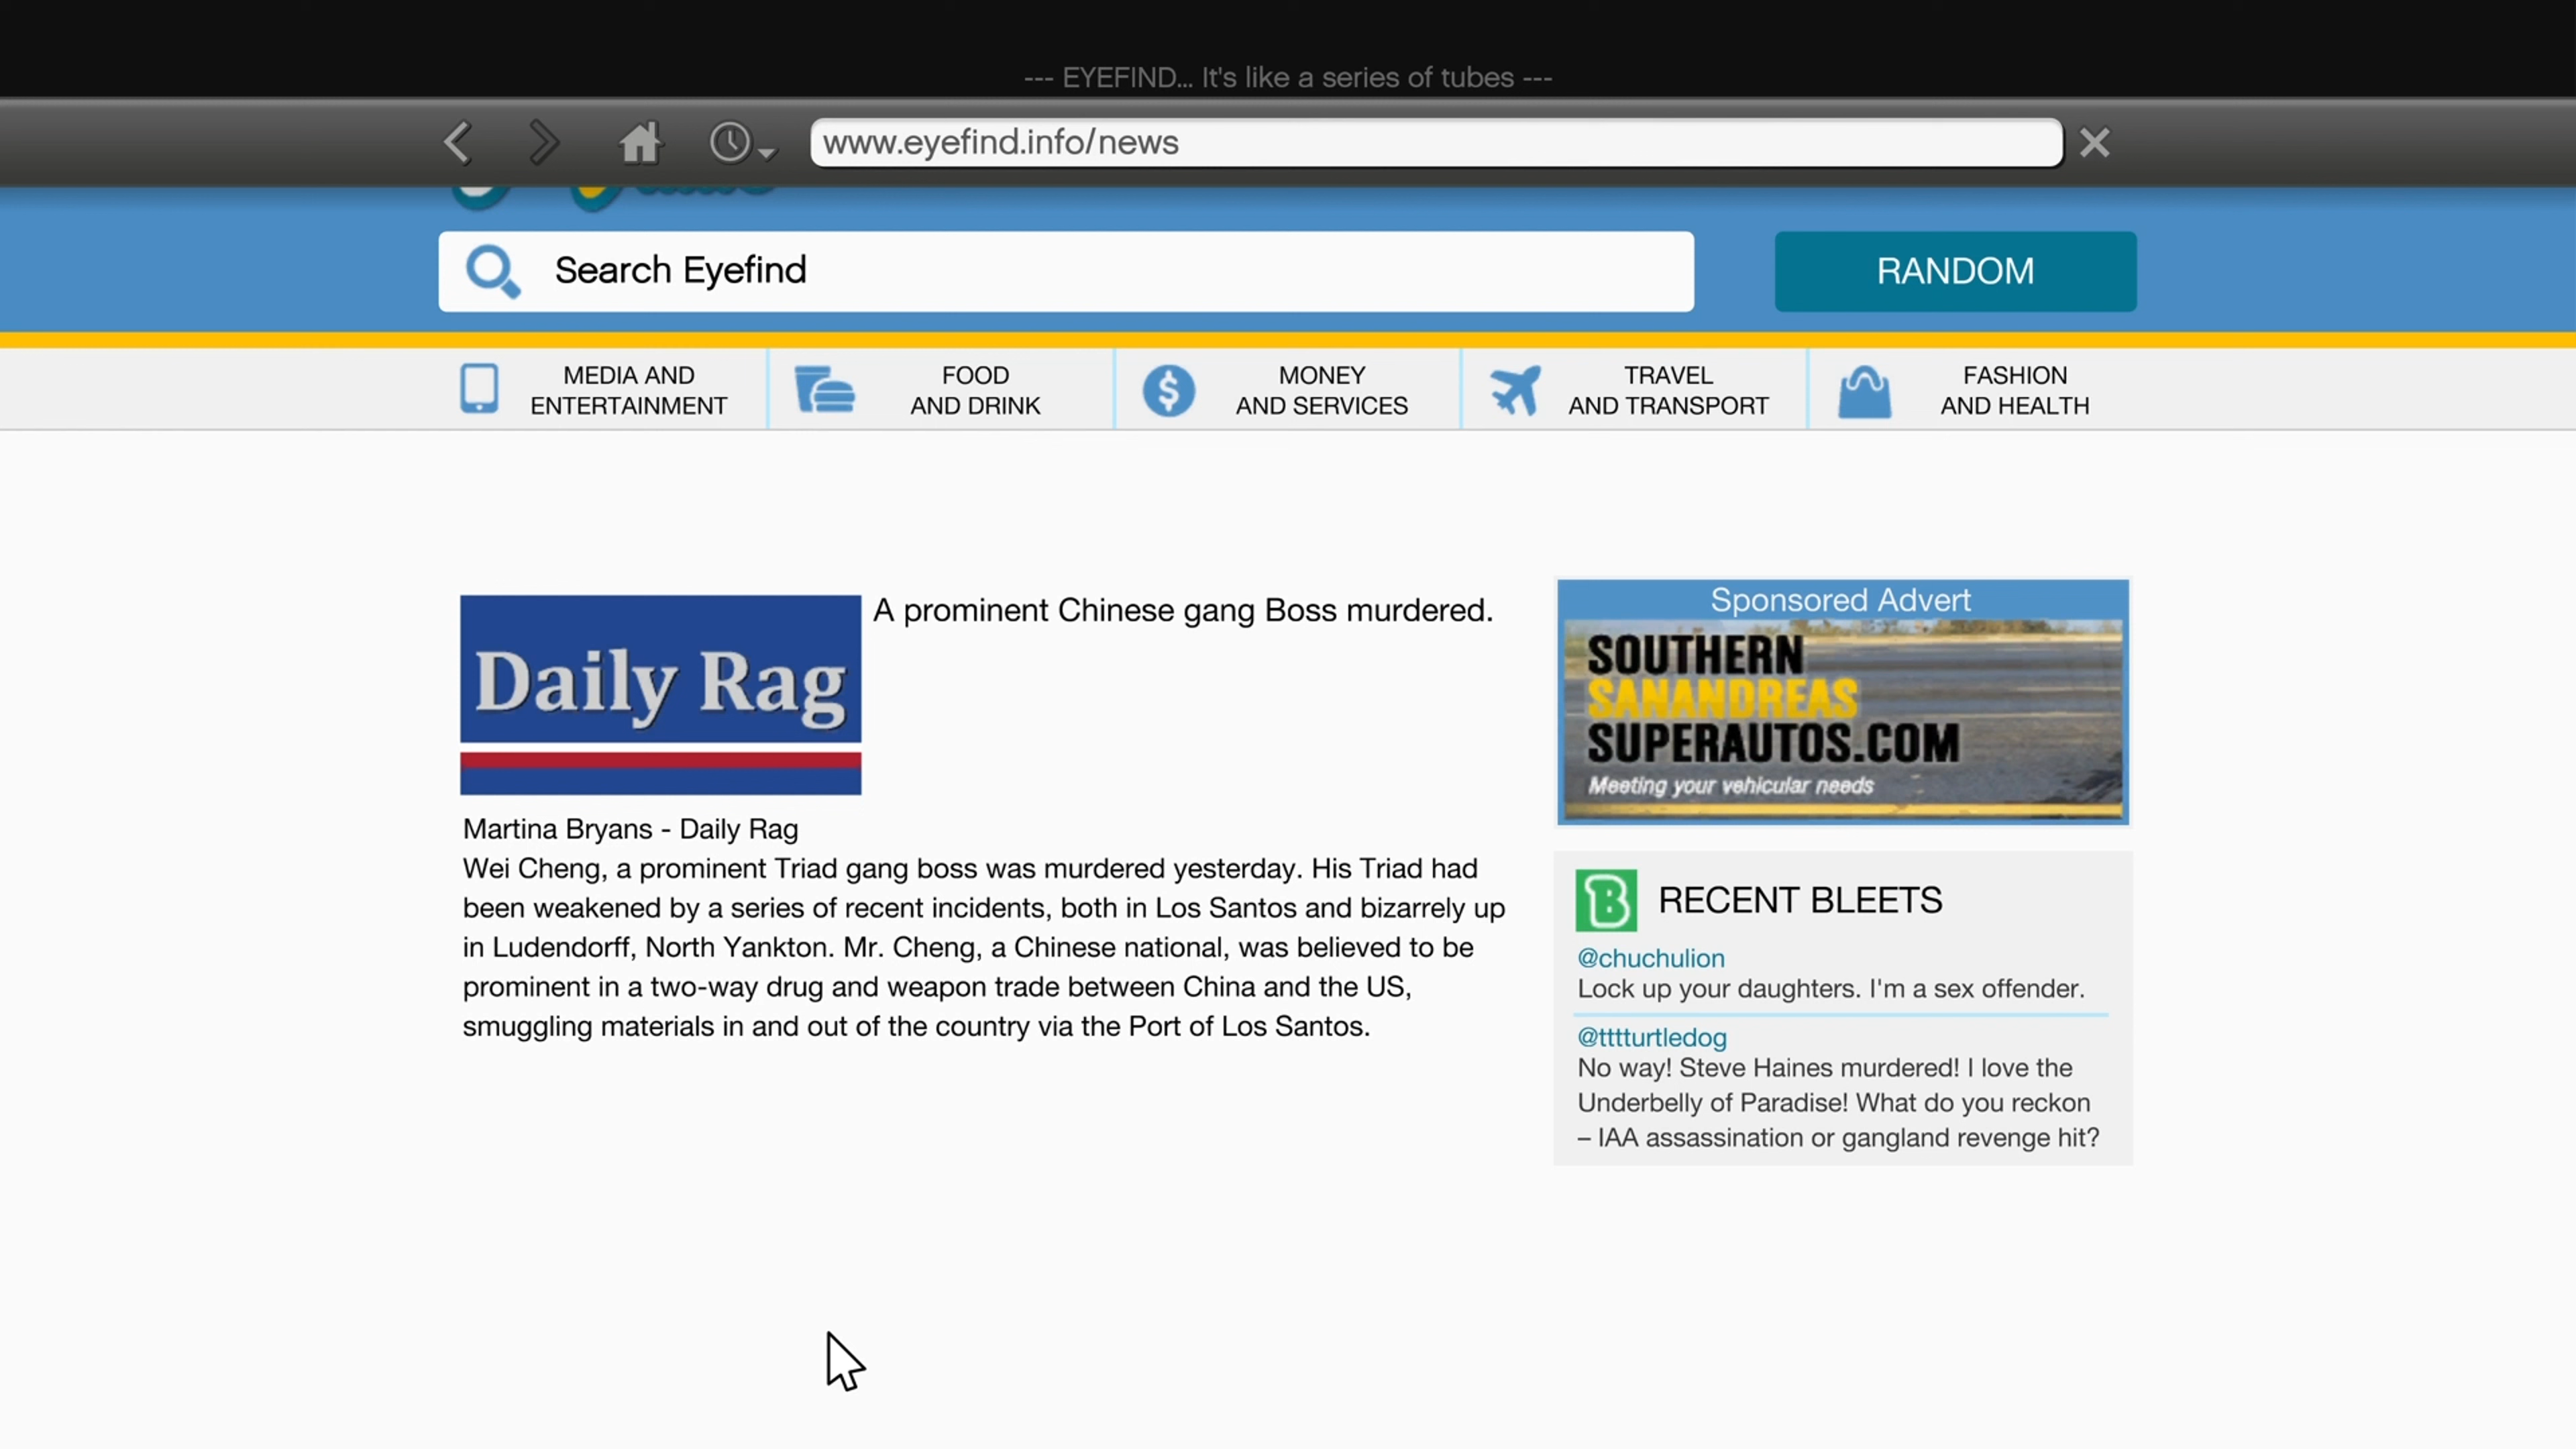 --- EYEFIND... It's like a series of tubes ---
www.eyefind.info/news
Search Eyefind
RANDOM
MEDIA AND
ENTERTAINMENT
FOOD
AND DRINK
MONEY
AND SERVICES
TRAVEL
AND TRANSPORT
FASHION
AND HEALTH
Daily Rag
A prominent Chinese gang Boss murdered.
Martina Bryans - Daily Rag
Wei Cheng, a prominent Triad gang boss was murdered yesterday. His Triad had
been weakened by a series of recent incidents, both in Los Santos and bizarrely up
in Ludendorff, North Yankton. Mr. Cheng, a Chinese national, was believed to be
prominent in a two-way drug and weapon trade between China and the US,
smuggling materials in and out of the country via the Port of Los Santos.
Sponsored Advert
SOUTHERN
SANANDREAS
SUPERAUTOS.COM
Meeting your vehicular needs
B RECENT BLEETS
@chuchulion
Lock up your daughters. I'm a sex offender.
@tttturtledog
No way! Steve Haines murdered! I love the
Underbelly of Paradise! What do you reckon
– IAA assassination or gangland revenge hit?